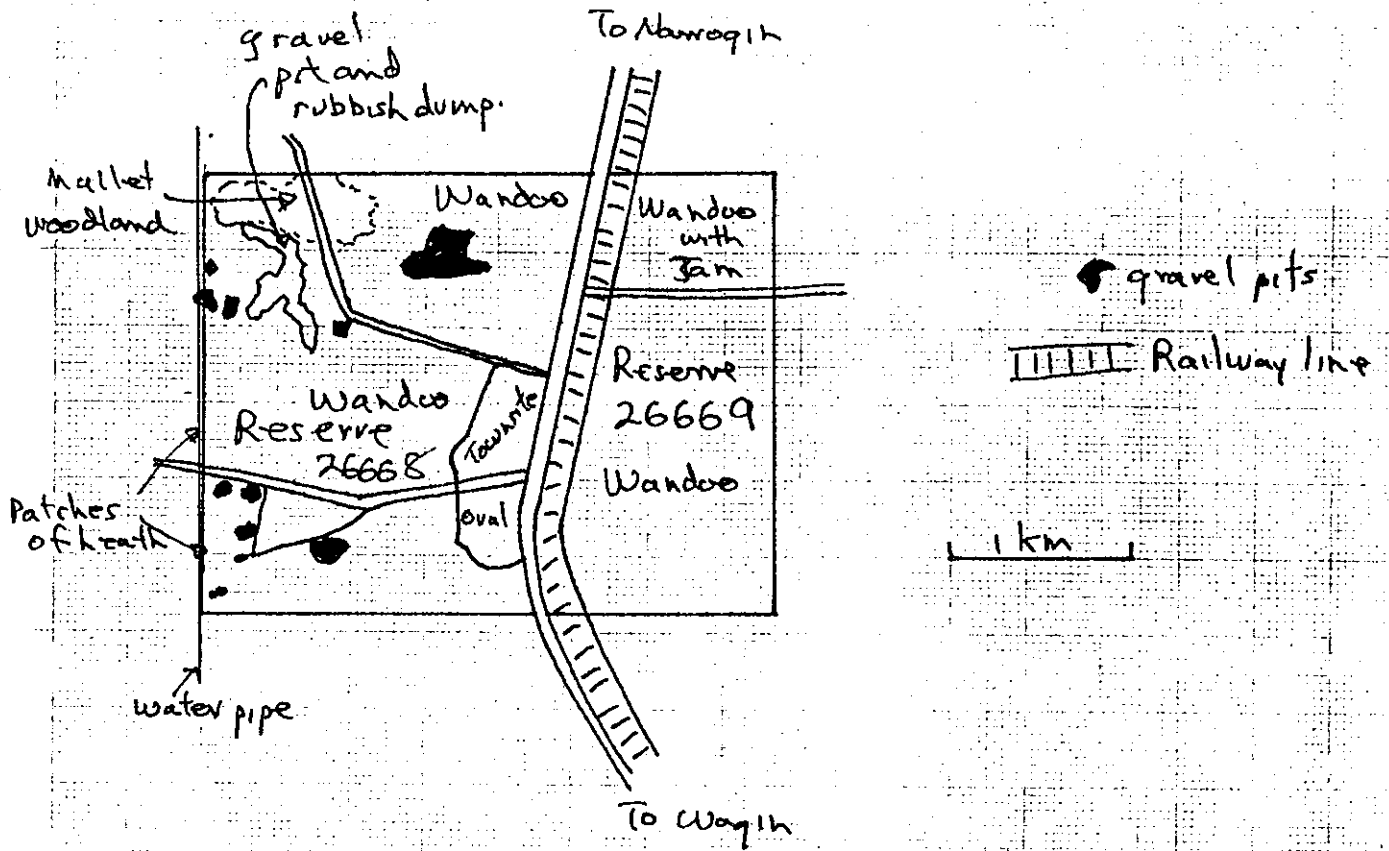 gravel
pit and
rubbish dump.
To Narrogin
Mallet
woodland
Wandoo
Wandoo
with
Jam
gravel pits
Railway line
Reserve
26669
Wandoo
Wandoo
Reserve
26668
Townsite
oval
Patches
of heath
1 km
water pipe
To Wagin